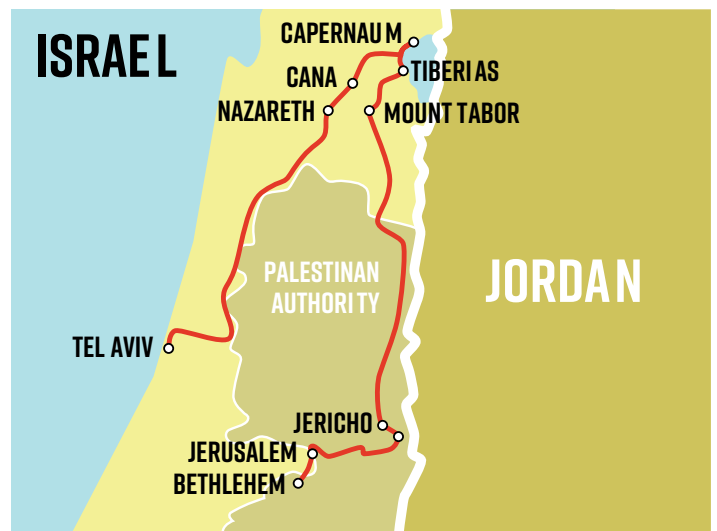 ISRAEL
CAPERNAUM
CANA
TIBERIAS
NAZARETH
MOUNT TABOR
PALESTINAN
AUTHORITY
JORDAN
TEL AVIV
JERICHO
JERUSALEM
BETHLEHEM